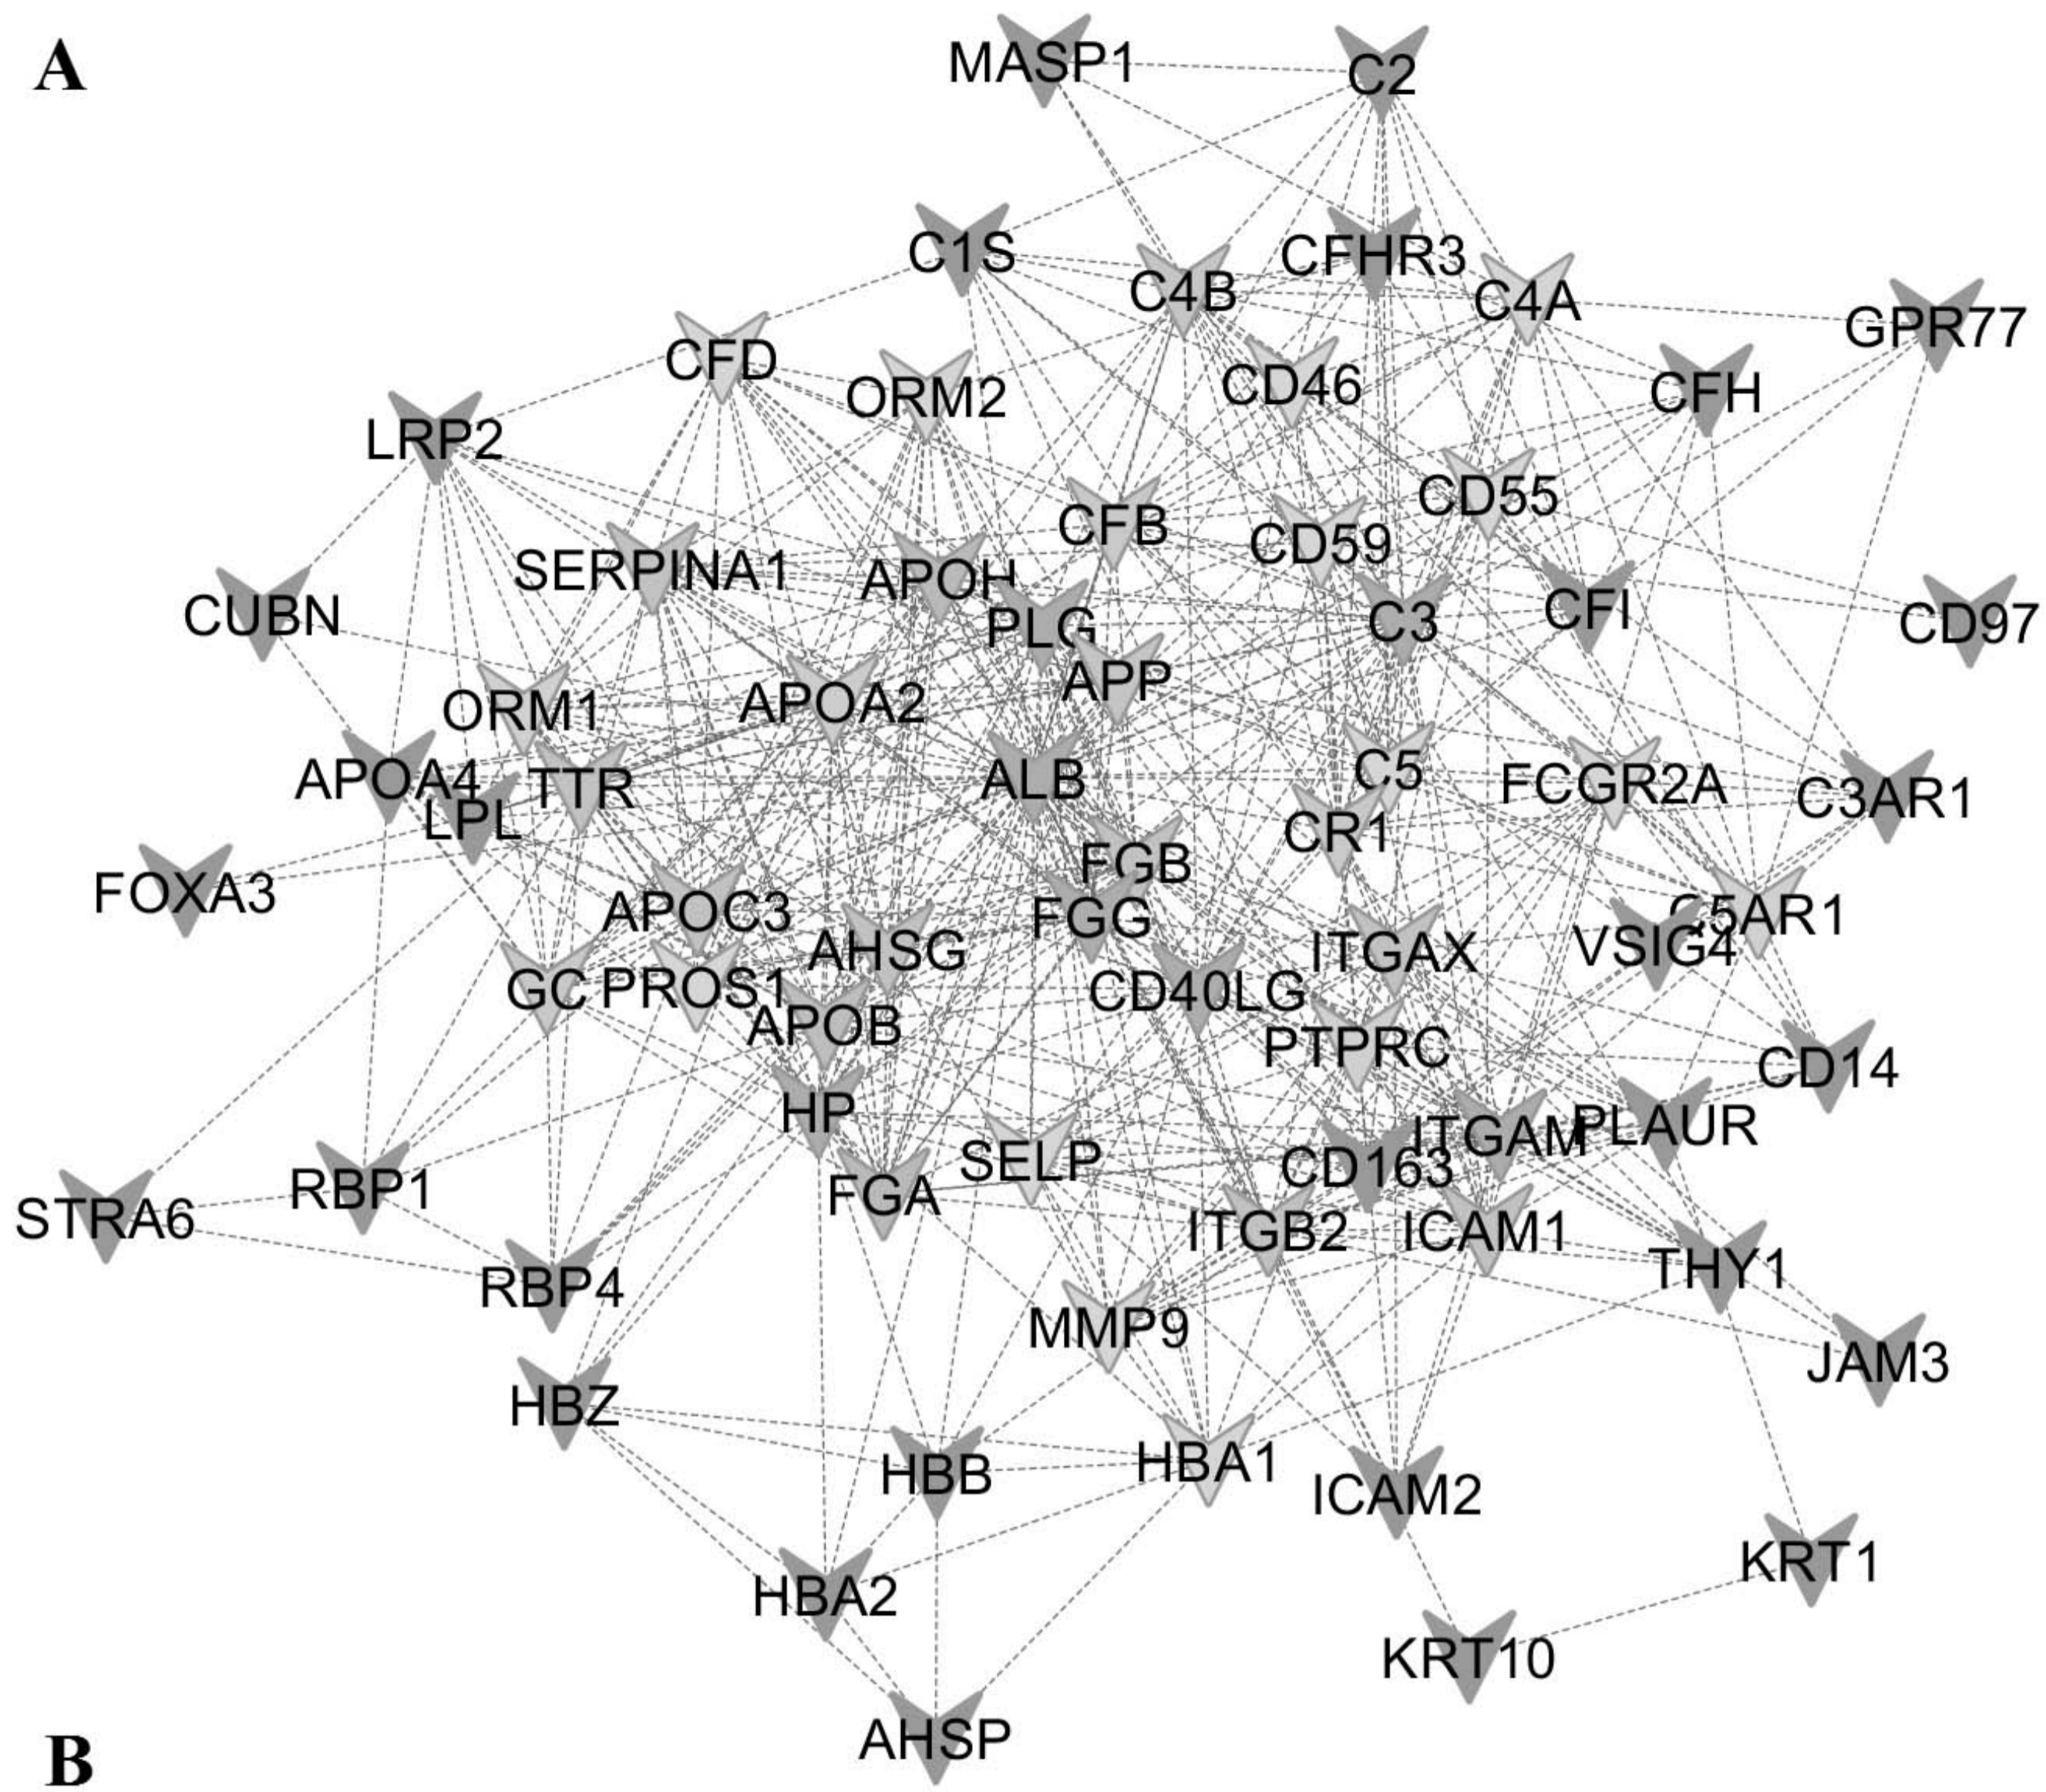 A
MASP1
C2
C1S
CFHR3
C4B
C4A
GPR77
CFD
ORM2
CD46
CFH
LRP2
CD55
CFB
CD59
SERPINA1
APOH
CUBN
PLG
C3
CFI
CD97
APP
ORM1
APOA2
APOA4
TTR
ALB
C5
FCGR2A
C3AR1
LPL
CR1
FGB
FOXA3
APOC3
FGG
C5AR1
AHSG
ITGAX
VSIG4
GC
PROS1
CD40LG
APOB
PTPRC
CD14
HP
ITGAM
PLAUR
SELP
CD163
RBP1
FGA
STRA6
ITGB2
ICAM1
THY1
RBP4
MMP9
JAM3
HBZ
HBB
HBA1
ICAM2
KRT1
HBA2
KRT10
AHSP
B